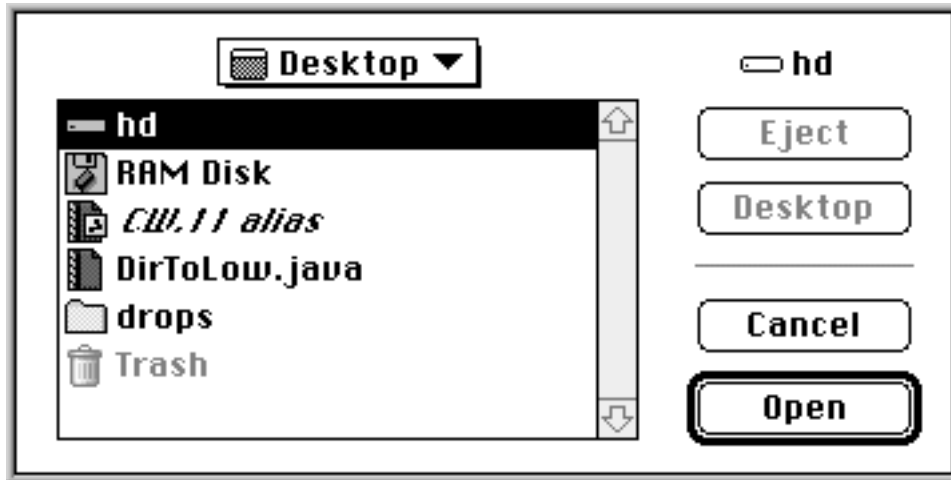 Desktop
hd
hd
RAM Disk
CW.11 alias
DirToLow.java
drops
Trash
Eject
Desktop
Cancel
Open